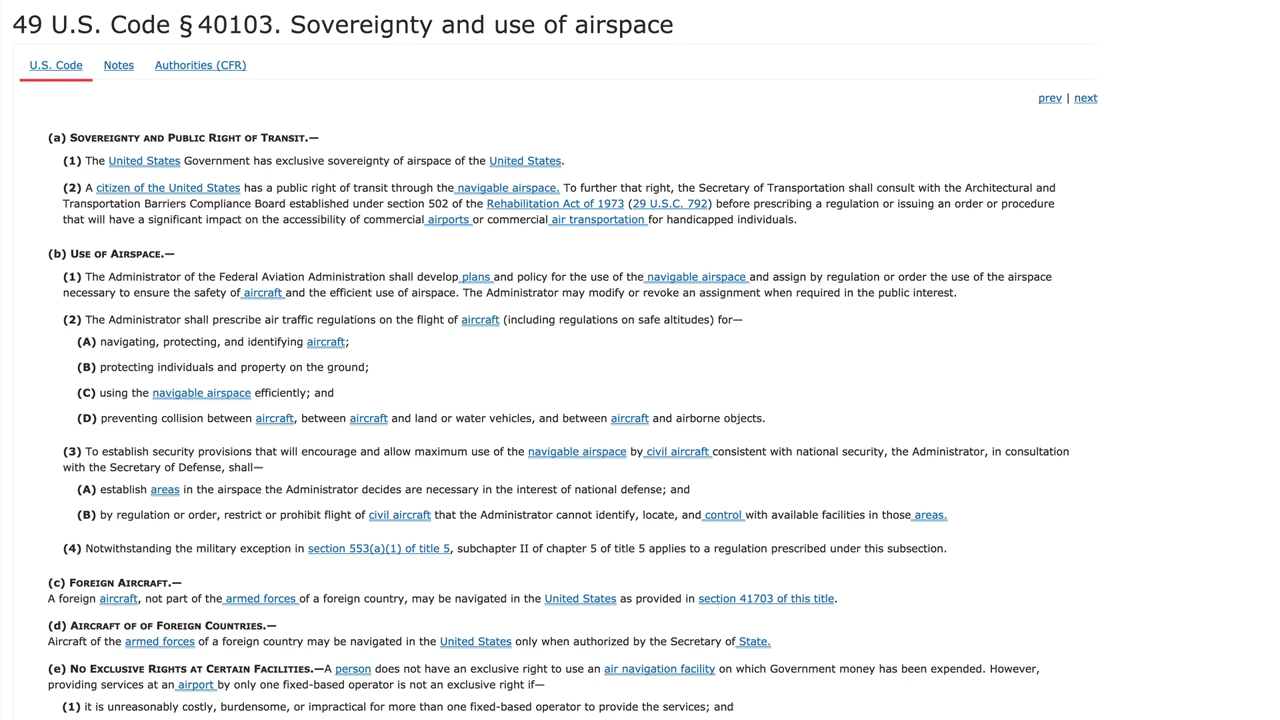 49 U.S. Code § 40103. Sovereignty and use of airspace
U.S. Code Notes Authorities (CFR)
prev | next
(a) SOVEREIGNTY AND PUBLIC RIGHT OF TRANSIT.—
(1) The United States Government has exclusive sovereignty of airspace of the United States.
(2) A citizen of the United States has a public right of transit through the navigable airspace. To further that right, the Secretary of Transportation shall consult with the Architectural and
Transportation Barriers Compliance Board established under section 502 of the Rehabilitation Act of 1973 (29 U.S.C. 792) before prescribing a regulation or issuing an order or procedure
that will have a significant impact on the accessibility of commercial airports or commercial air transportation for handicapped individuals.
(b) USE OF AIRSPACE.—
(1) The Administrator of the Federal Aviation Administration shall develop plans and policy for the use of the navigable airspace and assign by regulation or order the use of the airspace
necessary to ensure the safety of aircraft and the efficient use of airspace. The Administrator may modify or revoke an assignment when required in the public interest.
(2) The Administrator shall prescribe air traffic regulations on the flight of aircraft (including regulations on safe altitudes) for—
(A) navigating, protecting, and identifying aircraft;
(B) protecting individuals and property on the ground;
(C) using the navigable airspace efficiently; and
(D) preventing collision between aircraft, between aircraft and land or water vehicles, and between aircraft and airborne objects.
(3) To establish security provisions that will encourage and allow maximum use of the navigable airspace by civil aircraft consistent with national security, the Administrator, in consultation
with the Secretary of Defense, shall—
(A) establish areas in the airspace the Administrator decides are necessary in the interest of national defense; and
(B) by regulation or order, restrict or prohibit flight of civil aircraft that the Administrator cannot identify, locate, and control with available facilities in those areas.
(4) Notwithstanding the military exception in section 553(a)(1) of title 5, subchapter II of chapter 5 of title 5 applies to a regulation prescribed under this subsection.
(c) FOREIGN AIRCRAFT.—
A foreign aircraft, not part of the armed forces of a foreign country, may be navigated in the United States as provided in section 41703 of this title.
(d) AIRCRAFT OF OF FOREIGN COUNTRIES.—
Aircraft of the armed forces of a foreign country may be navigated in the United States only when authorized by the Secretary of State.
(e) NO EXCLUSIVE RIGHTS AT CERTAIN FACILITIES.—A person does not have an exclusive right to use an air navigation facility on which Government money has been expended. However,
providing services at an airport by only one fixed-based operator is not an exclusive right if—
(1) it is unreasonably costly, burdensome, or impractical for more than one fixed-based operator to provide the services; and